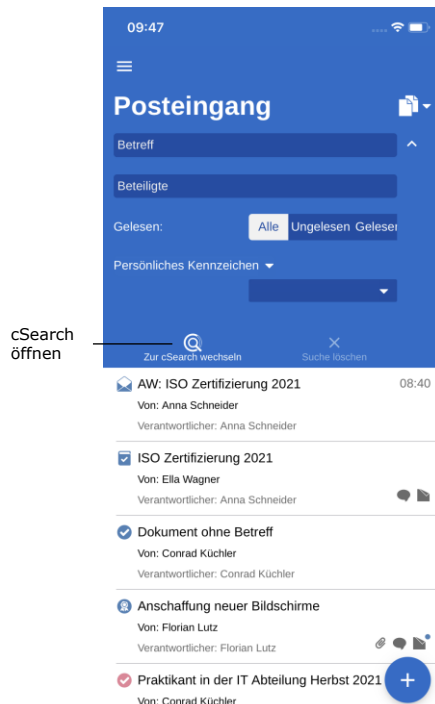 09:47
Posteingang
Betreff
Beteiligte
Gelesen: Alle Ungelesen Gelesen
Persönliches Kennzeichen
cSearch
öffnen
Zur cSearch wechseln Suche löschen
AW: ISO Zertifizierung 2021 08:40
Von: Anna Schneider
Verantwortlicher: Anna Schneider
ISO Zertifizierung 2021
Von: Ella Wagner
Verantwortlicher: Anna Schneider
Dokument ohne Betreff
Von: Conrad Küchler
Verantwortlicher: Conrad Küchler
Anschaffung neuer Bildschirme
Von: Florian Lutz
Verantwortlicher: Florian Lutz
Praktikant in der IT Abteilung Herbst 2021
Von: Conrad Küchler